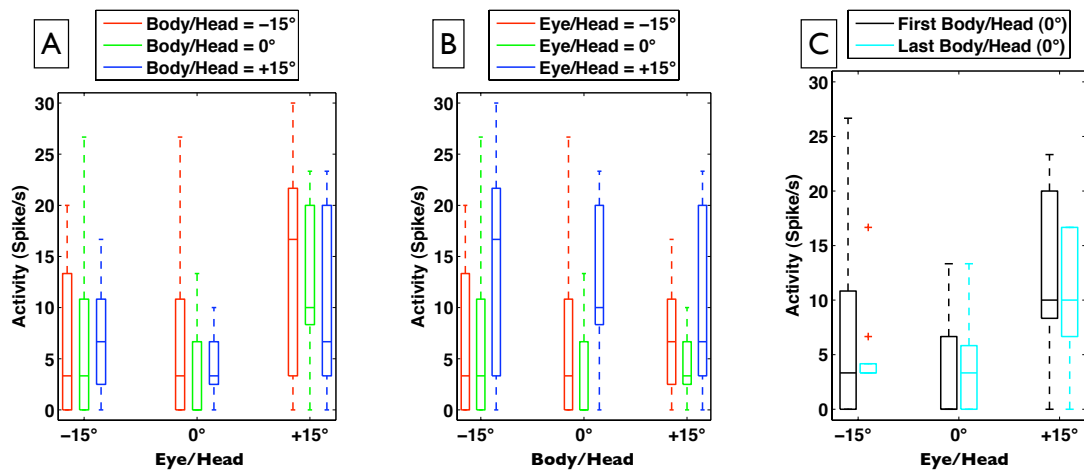 A
Body/Head = −15°
Body/Head = 0°
Body/Head = +15°
Activity (Spike/s)
30
25
20
15
10
5
0
−15°
0°
+15°
Eye/Head
B
Eye/Head = −15°
Eye/Head = 0°
Eye/Head = +15°
Activity (Spike/s)
30
25
20
15
10
5
0
−15°
0°
+15°
Body/Head
C
First Body/Head (0°)
Last Body/Head (0°)
Activity (Spike/s)
30
25
20
15
10
5
0
−15°
0°
+15°
Eye/Head